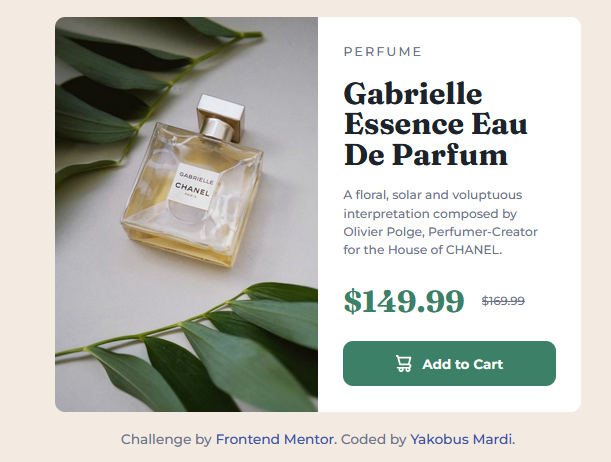 GABRIELLE
CHANEL
PARIS
PERFUME
Gabrielle
Essence Eau
De Parfum
A floral, solar and voluptuous
interpretation composed by
Olivier Polge, Perfumer-Creator
for the House of CHANEL.
$149.99 $169.99
Add to Cart
Challenge by Frontend Mentor. Coded by Yakobus Mardi.